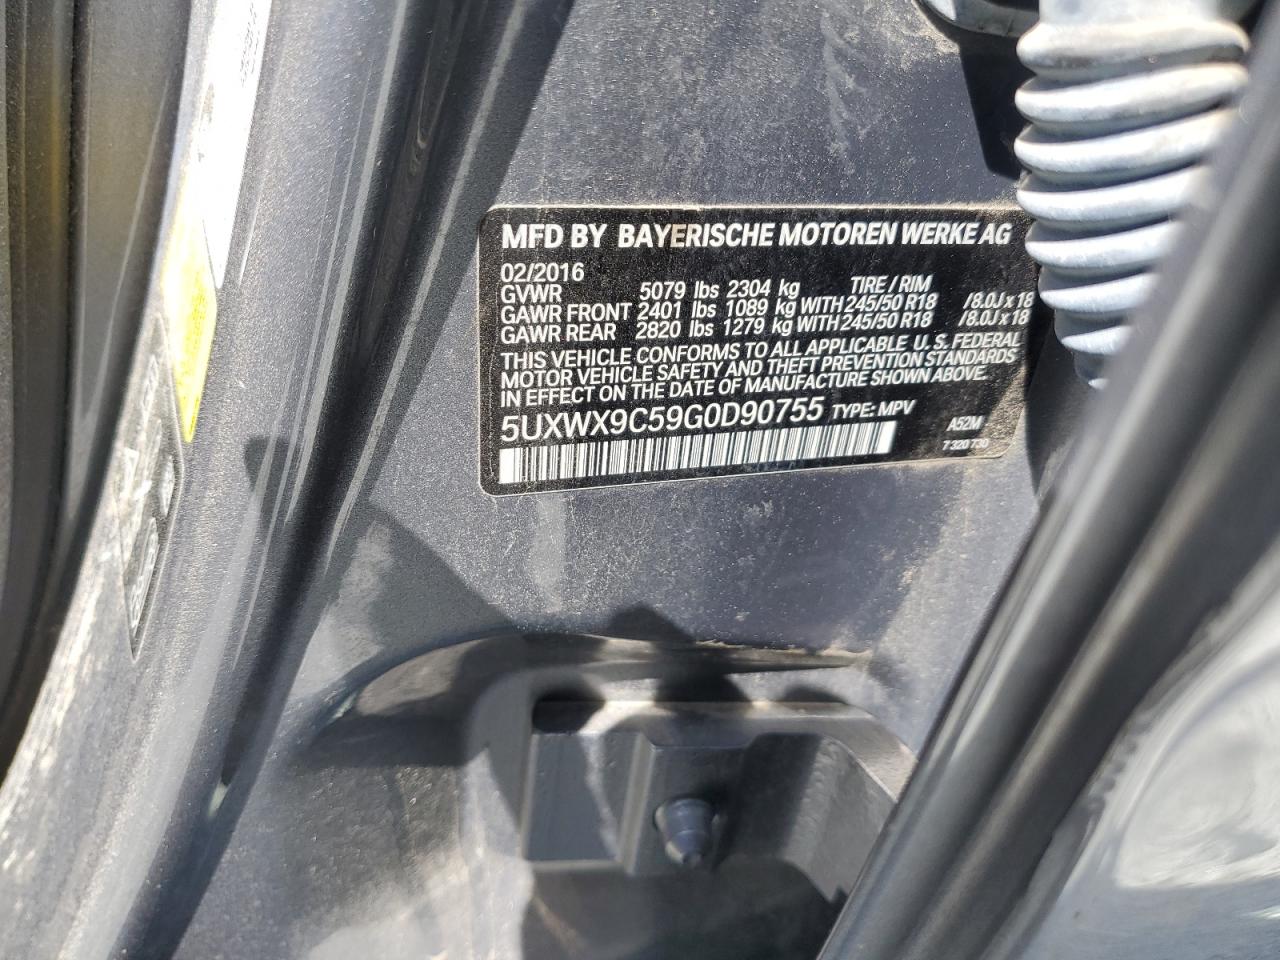 MFD BY BAYERISCHE MOTOREN WERKE AG
02/2016
GVWR 5079 lbs 2304 kg TIRE / RIM
GAWR FRONT 2401 lbs 1089 kg WITH 245/50 R18 /8.0J x 18
GAWR REAR 2820 lbs 1279 kg WITH 245/50 R18 /8.0J x 18
THIS VEHICLE CONFORMS TO ALL APPLICABLE U. S. FEDERAL
MOTOR VEHICLE SAFETY AND THEFT PREVENTION STANDARDS
IN EFFECT ON THE DATE OF MANUFACTURE SHOWN ABOVE.
5UXWX9C59G0D90755 TYPE: MPV
A52M
7 320 730